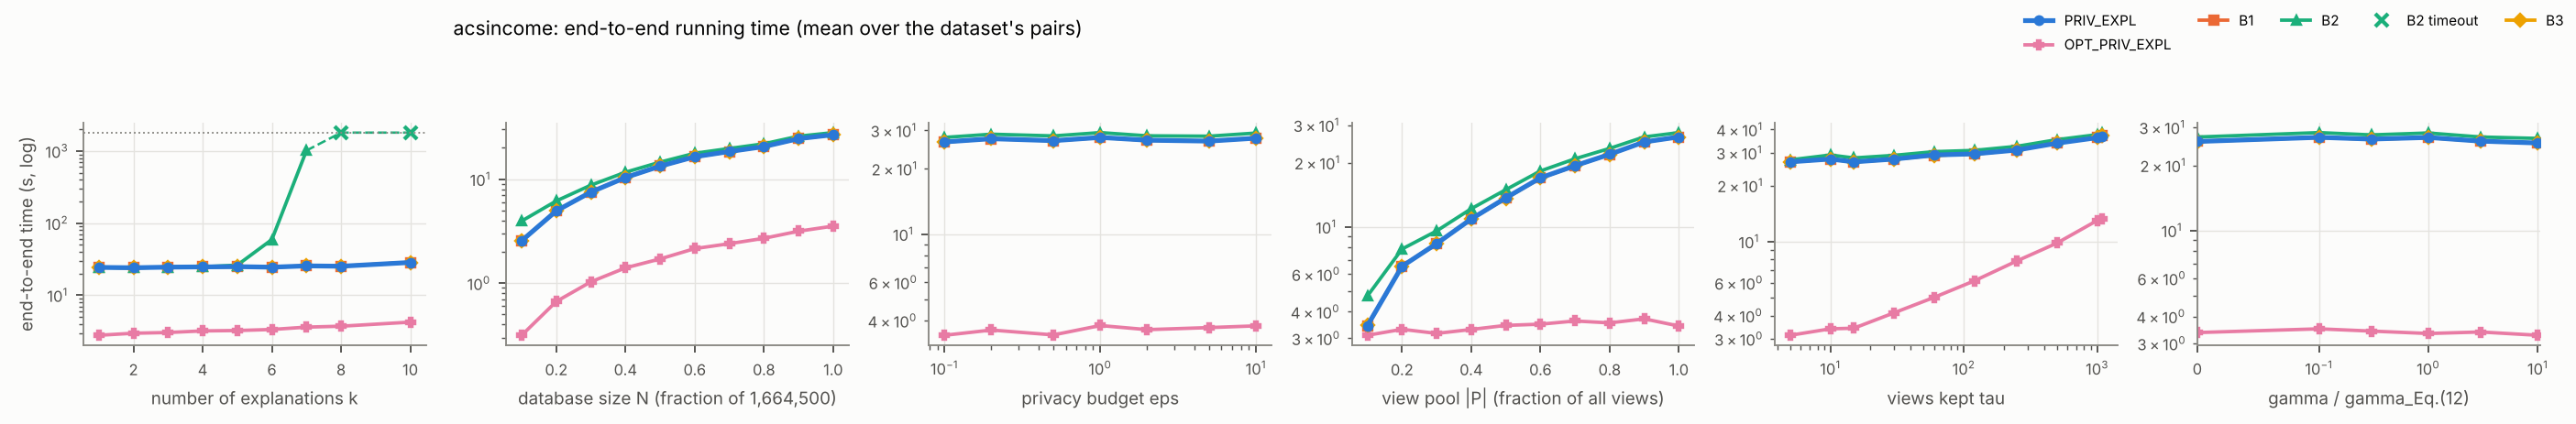 acsincome: end-to-end running time (mean over the dataset's pairs)
PRIV_EXPL
B1
B2
B2 timeout
B3
OPT_PRIV_EXPL
end-to-end time (s, log)
10³
10²
10¹
2
4
6
8
10
number of explanations k
10¹
10⁰
0.2
0.4
0.6
0.8
1.0
database size N (fraction of 1,664,500)
3 × 10¹
2 × 10¹
10¹
6 × 10⁰
4 × 10⁰
10⁻¹
10⁰
10¹
privacy budget eps
3 × 10¹
2 × 10¹
10¹
6 × 10⁰
4 × 10⁰
3 × 10⁰
0.2
0.4
0.6
0.8
1.0
view pool |P| (fraction of all views)
4 × 10¹
3 × 10¹
2 × 10¹
10¹
6 × 10⁰
4 × 10⁰
3 × 10⁰
10¹
10²
10³
views kept tau
3 × 10¹
2 × 10¹
10¹
6 × 10⁰
4 × 10⁰
3 × 10⁰
0
10⁻¹
10⁰
10¹
gamma / gamma_Eq.(12)